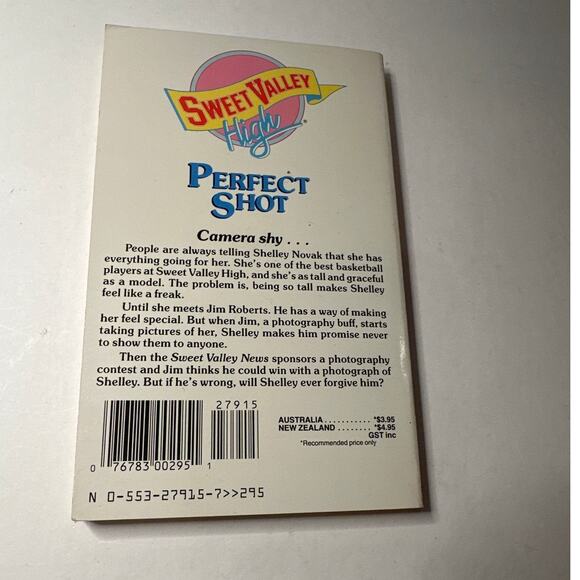 SWEET VALLEY
High®
PERFECT
SHOT
Camera shy . . .
People are always telling Shelley Novak that she has
everything going for her. She's one of the best basketball
players at Sweet Valley High, and she's as tall and graceful
as a model. The problem is, being so tall makes Shelley
feel like a freak.
Until she meets Jim Roberts. He has a way of making
her feel special. But when Jim, a photography buff, starts
taking pictures of her, Shelley makes him promise never
to show them to anyone.
Then the Sweet Valley News sponsors a photography
contest and Jim thinks he could win with a photograph of
Shelley. But if he's wrong, will Shelley ever forgive him?
27915
AUSTRALIA . . . . . . . . . . . *$3.95
NEW ZEALAND . . . . . . . . *$4.95
GST inc
*Recommended price only
0 76783 00295 1
N 0-553-27915-7>>295